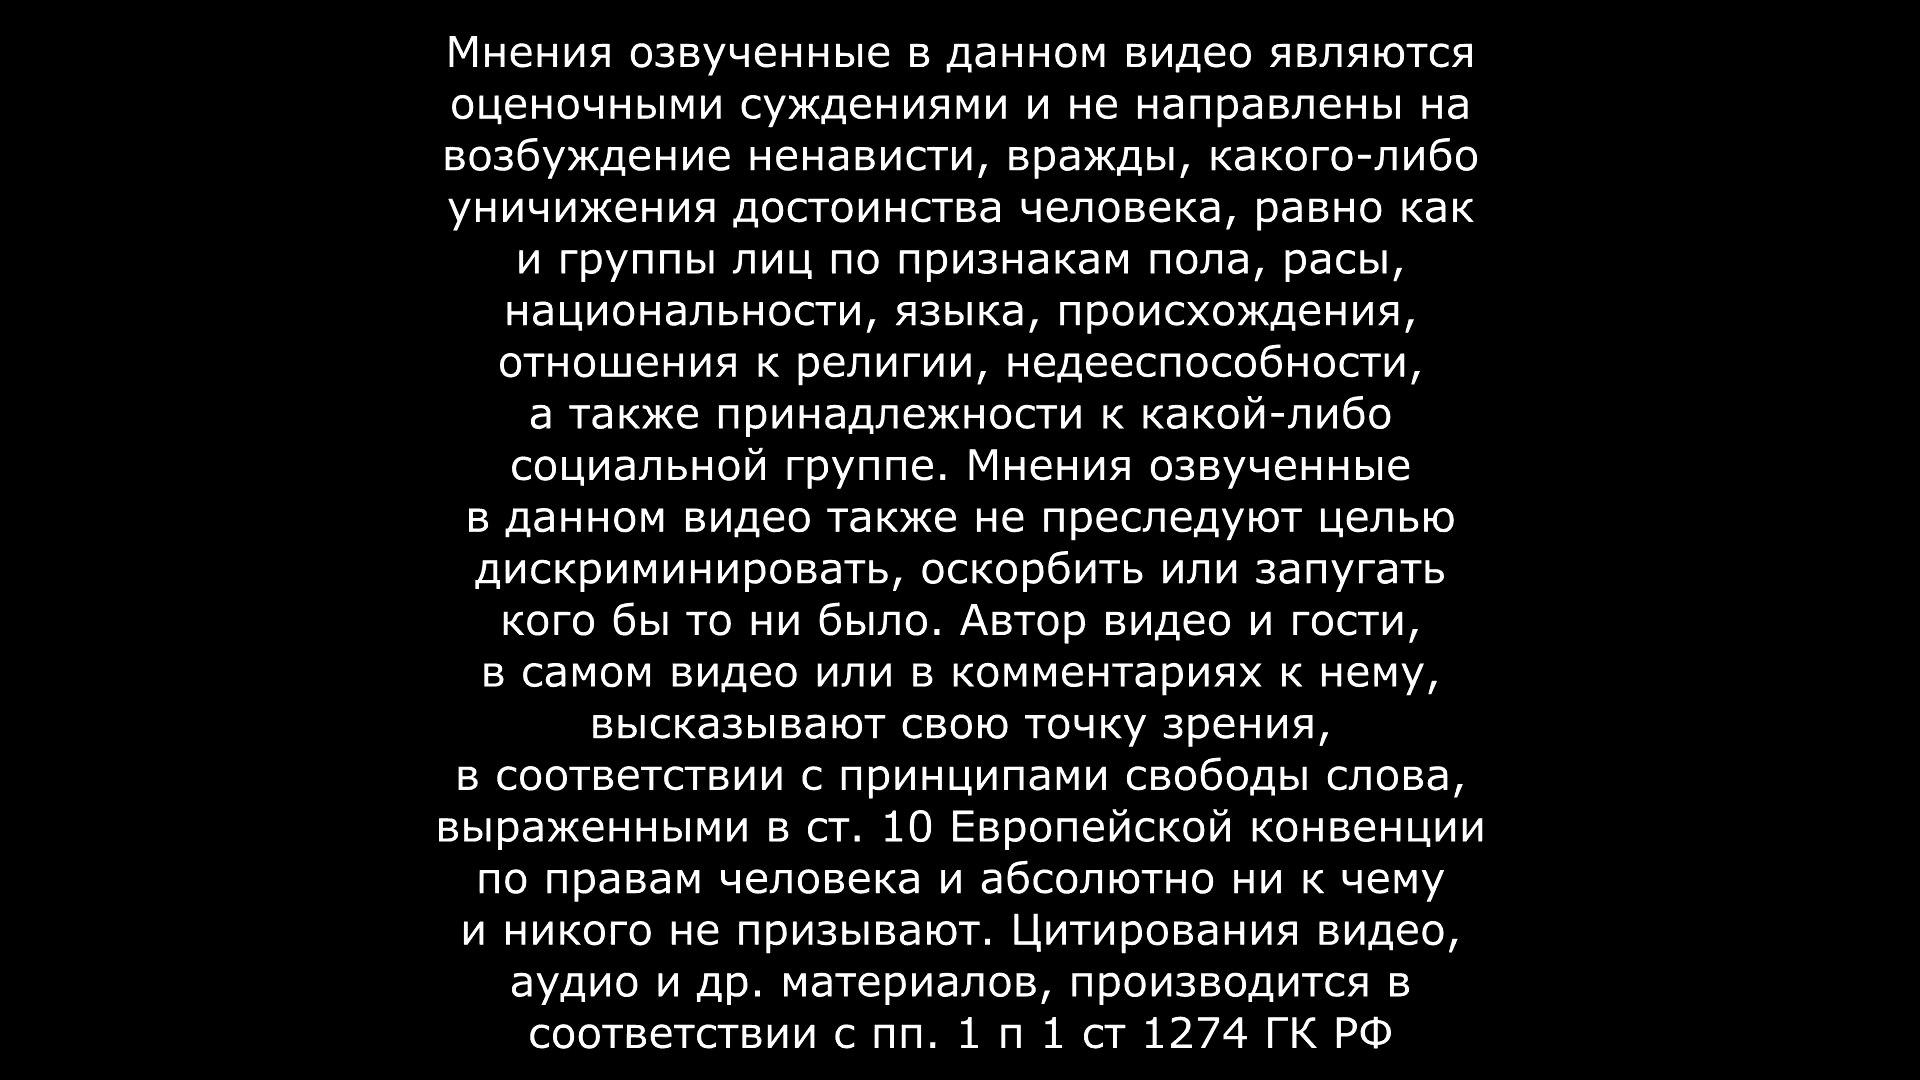 Мнения озвученные в данном видео являются
оценочными суждениями и не направлены на
возбуждение ненависти, вражды, какого-либо
уничижения достоинства человека, равно как
и группы лиц по признакам пола, расы,
национальности, языка, происхождения,
отношения к религии, недееспособности,
а также принадлежности к какой-либо
социальной группе. Мнения озвученные
в данном видео также не преследуют целью
дискриминировать, оскорбить или запугать
кого бы то ни было. Автор видео и гости,
в самом видео или в комментариях к нему,
высказывают свою точку зрения,
в соответствии с принципами свободы слова,
выраженными в ст. 10 Европейской конвенции
по правам человека и абсолютно ни к чему
и никого не призывают. Цитирования видео,
аудио и др. материалов, производится в
соответствии с пп. 1 п 1 ст 1274 ГК РФ